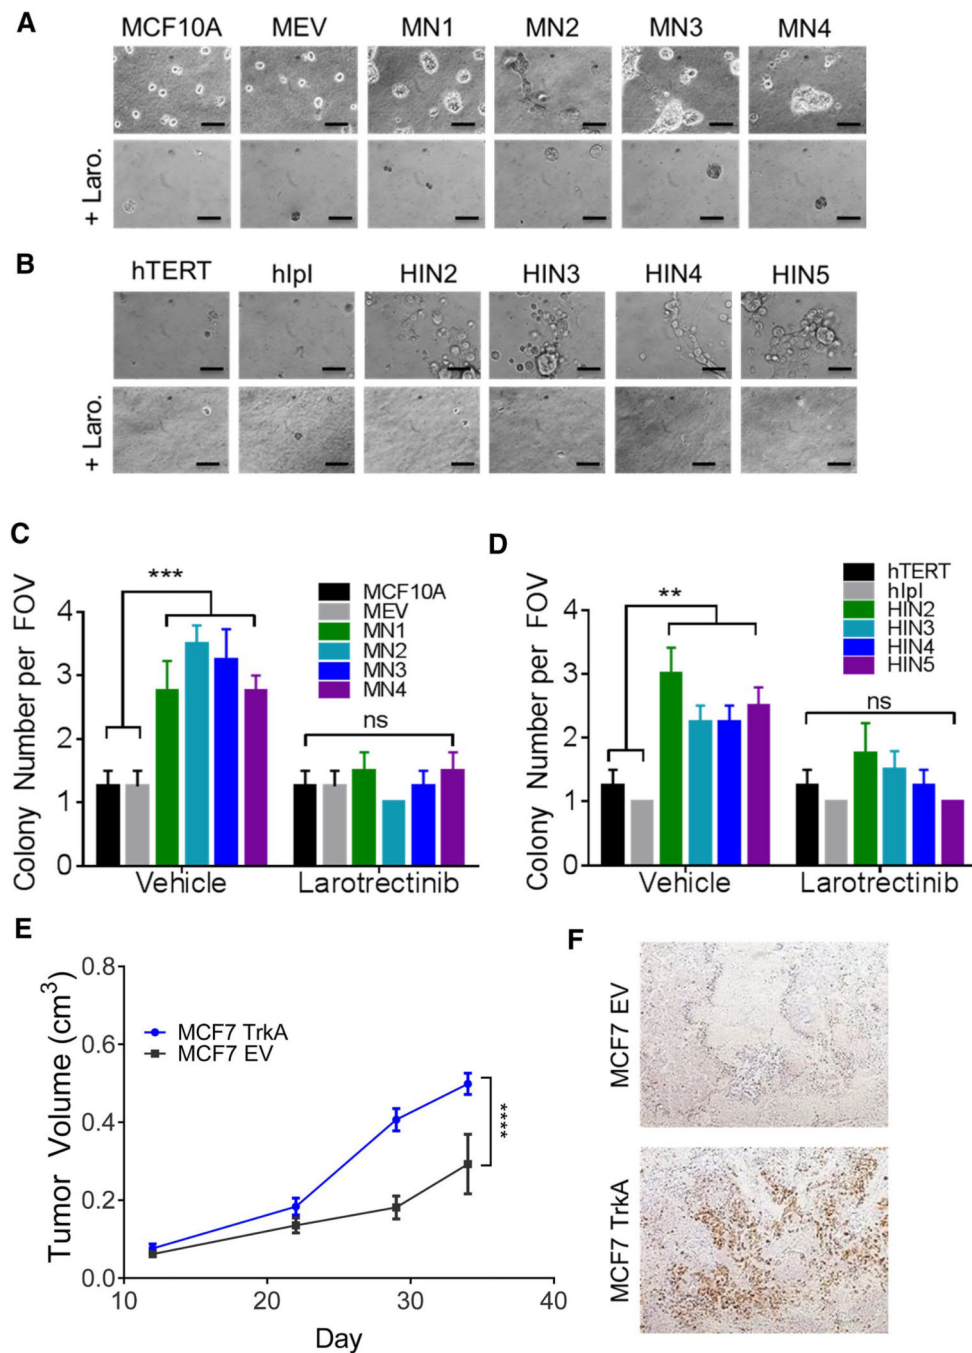 A
MCF10A MEV MN1 MN2 MN3 MN4
+ Laro.
B
hTERT hIpI HIN2 HIN3 HIN4 HIN5
+ Laro.
C
Colony Number per FOV
4
3
2
1
0
***
ns
MCF10A
MEV
MN1
MN2
MN3
MN4
Vehicle Larotrectinib
D
Colony Number per FOV
4
3
2
1
0
**
ns
hTERT
hIpI
HIN2
HIN3
HIN4
HIN5
Vehicle Larotrectinib
E
Tumor Volume (cm3)
0.8
0.6
0.4
0.2
0.0
MCF7 TrkA
MCF7 EV
****
10 20 30 40
Day
F
MCF7 EV
MCF7 TrkA